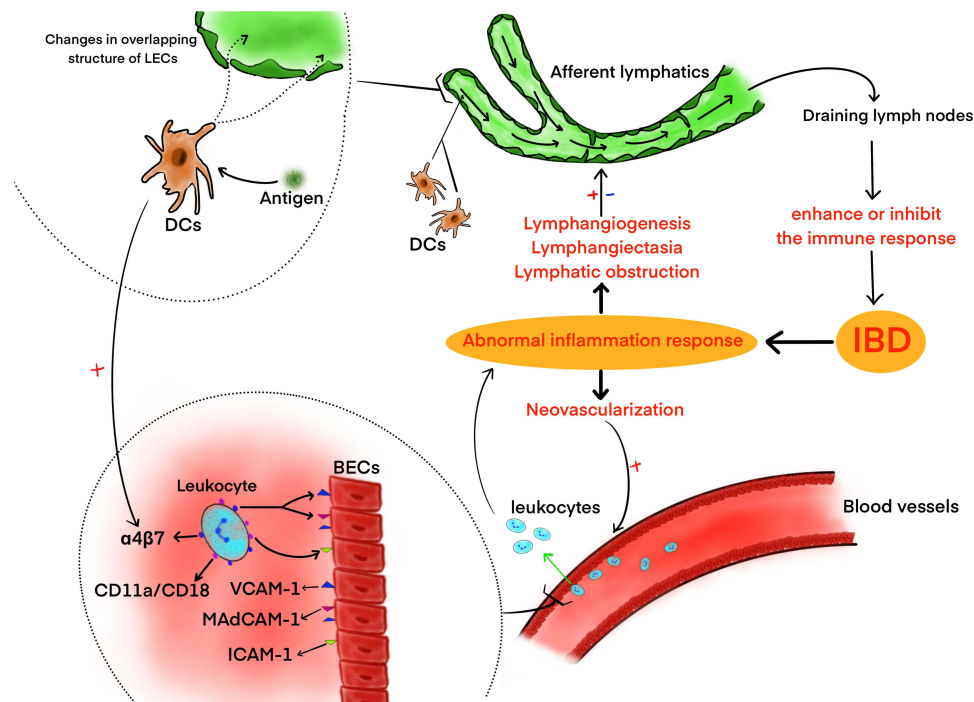 Changes in overlapping
structure of LECs
Afferent lymphatics
Draining lymph nodes
Antigen
DCs
DCs
+ −
Lymphangiogenesis
Lymphangiectasia
Lymphatic obstruction
enhance or inhibit
the immune response
Abnormal inflammation response
IBD
+
Neovascularization
+
BECs
Leukocyte
leukocytes
Blood vessels
α4β7
CD11a/CD18
VCAM-1
MAdCAM-1
ICAM-1